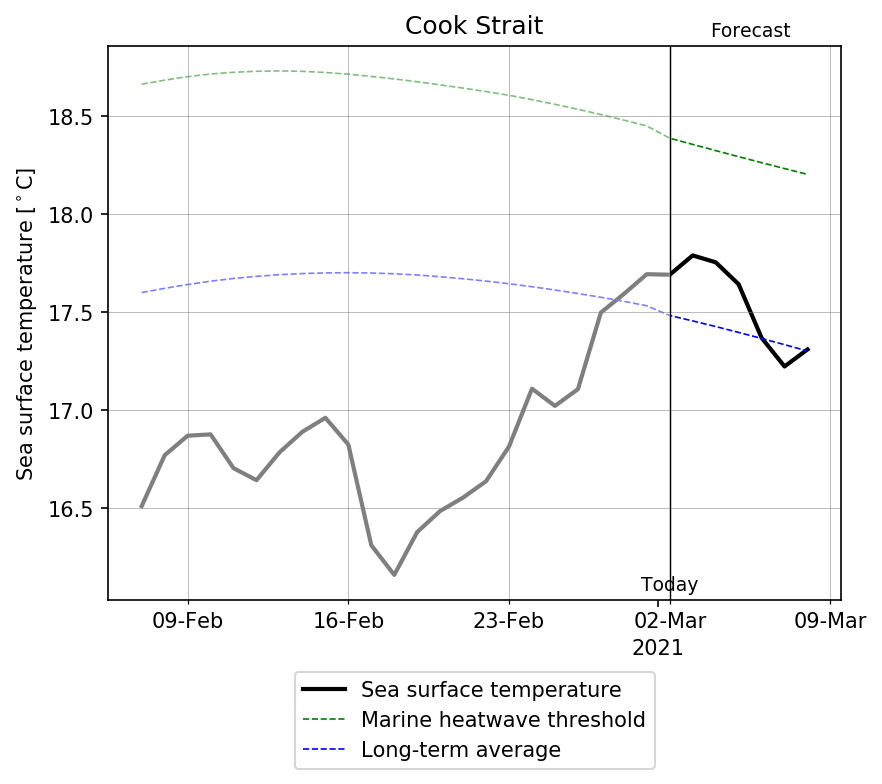 Cook Strait
Forecast
Sea surface temperature [°C]
18.5
18.0
17.5
17.0
16.5
Today
09-Feb
16-Feb
23-Feb
02-Mar
09-Mar
2021
Sea surface temperature
Marine heatwave threshold
Long-term average